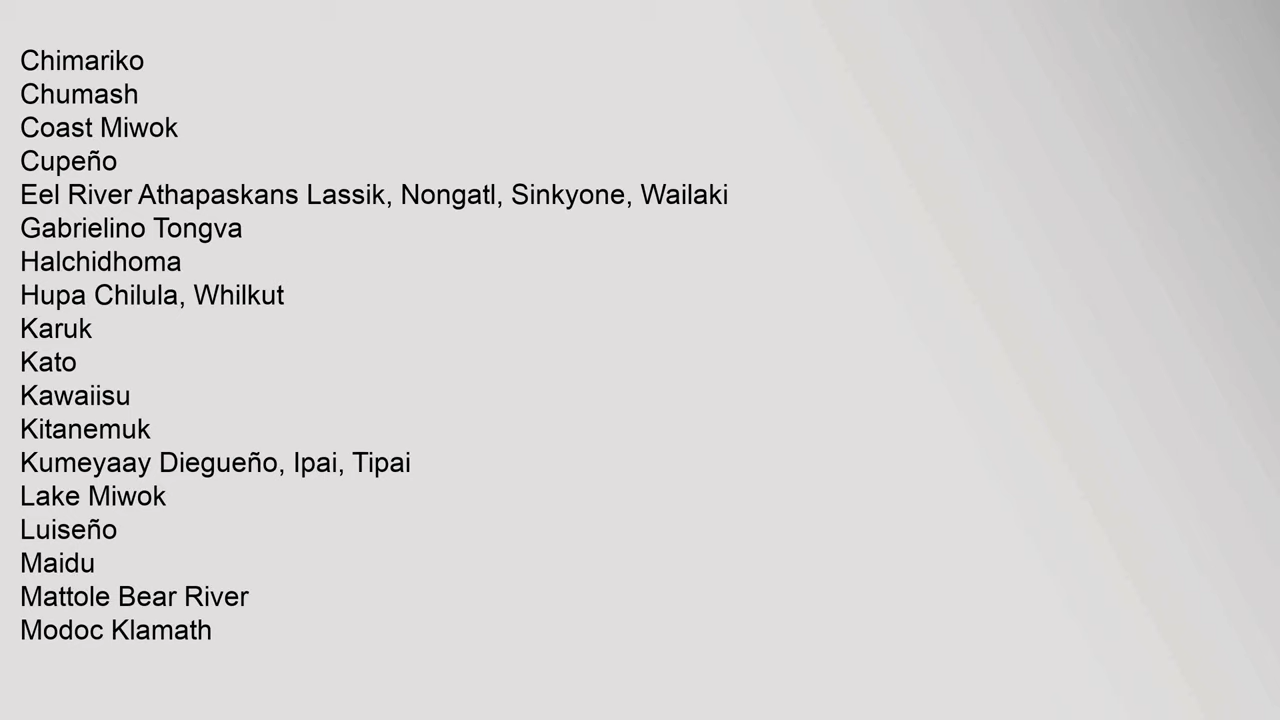 Chimariko
Chumash
Coast Miwok
Cupeño
Eel River Athapaskans Lassik, Nongatl, Sinkyone, Wailaki
Gabrielino Tongva
Halchidhoma
Hupa Chilula, Whilkut
Karuk
Kato
Kawaiisu
Kitanemuk
Kumeyaay Diegueño, Ipai, Tipai
Lake Miwok
Luiseño
Maidu
Mattole Bear River
Modoc Klamath